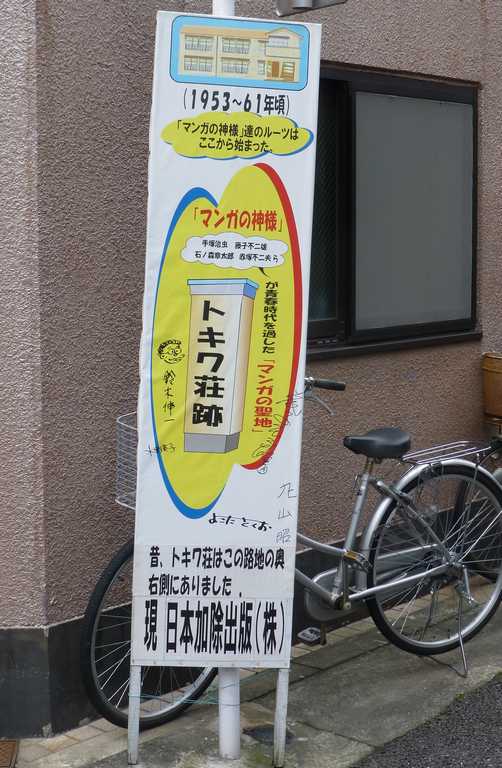 (1953～61年頃)
「マンガの神様」達のルーツは
ここから始まった。
「マンガの神様」
手塚治虫　藤子不二雄
石ノ森章太郎　赤塚不二夫ら
が青春時代を過した「マンガの聖地」
トキワ荘跡
鈴木伸一
よこたとくお
丸山昭
昔、トキワ荘はこの路地の奥
右側にありました。
現 日本加除出版(株)